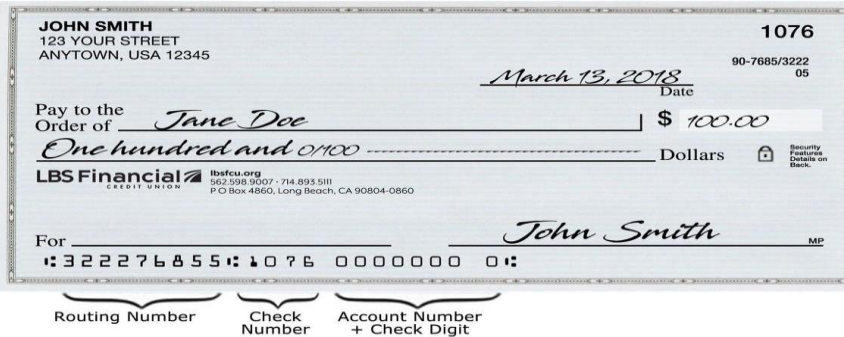 JOHN SMITH
123 YOUR STREET
ANYTOWN, USA 12345
1076
90-7685/3222
05
March 13, 2018
Date
Pay to the
Order of Jane Doe $ 100.00
One hundred and 0/100 Dollars
Security
Features
Details on
Back.
LBS Financial
CREDIT UNION
lbsfcu.org
562.598.9007 · 714.893.5111
P O Box 4860, Long Beach, CA 90804-0860
For John Smith MP
⑆322276855⑆1076 0000000 0⑆
Routing Number
Check
Number
Account Number
+ Check Digit